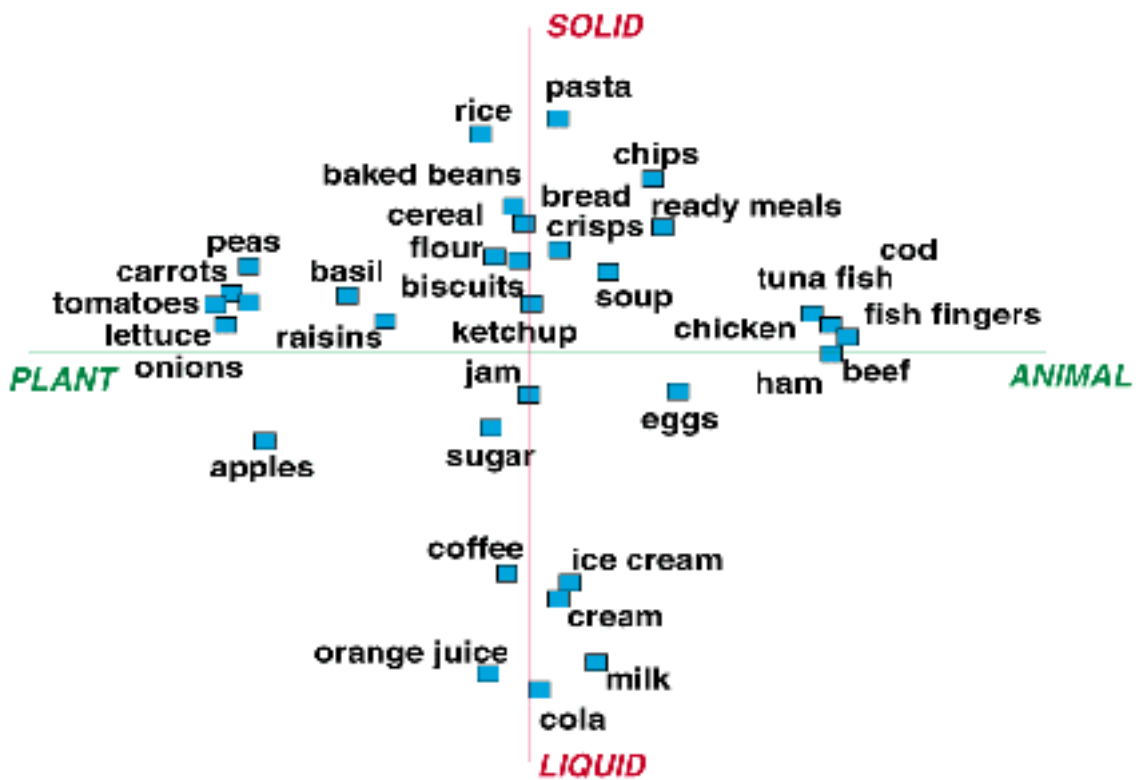 SOLID
pasta
rice
chips
baked beans
bread
ready meals
cereal
crisps
peas
flour
cod
carrots
basil
tuna fish
biscuits
soup
tomatoes
fish fingers
chicken
lettuce
raisins
ketchup
onions
jam
beef
PLANT
ham
ANIMAL
eggs
sugar
apples
coffee
ice cream
cream
orange juice
milk
cola
LIQUID